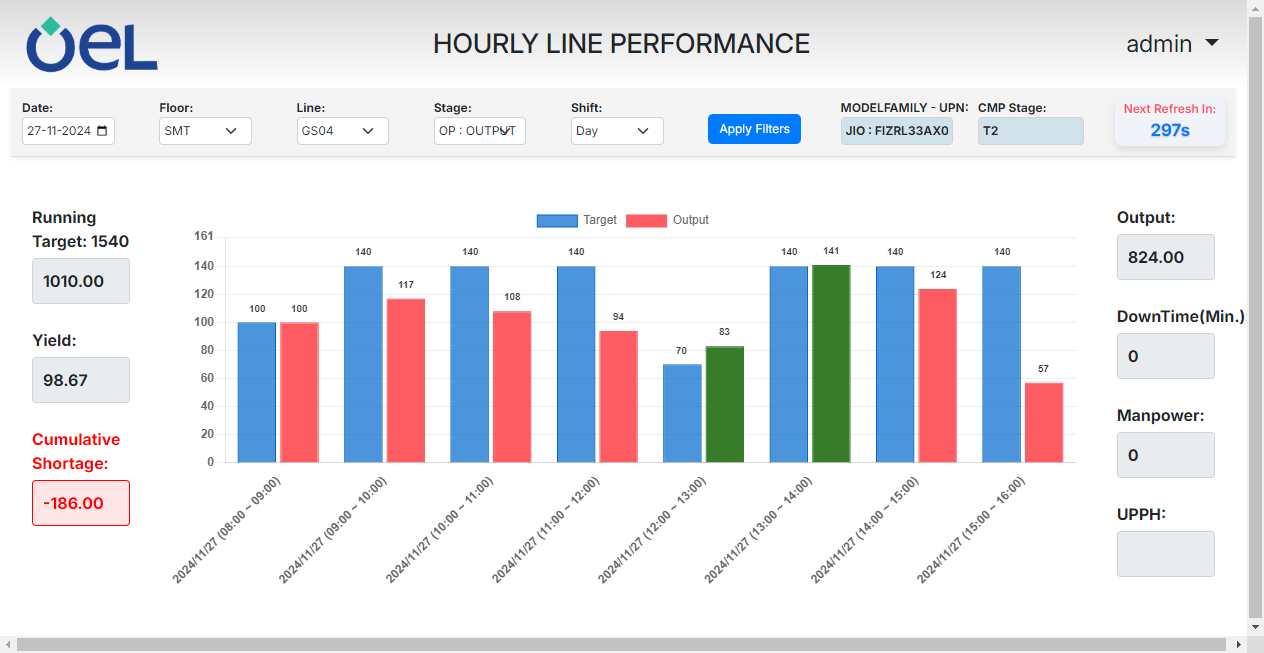 oeL
HOURLY LINE PERFORMANCE
admin
Date:
Floor:
Line:
Stage:
Shift:
MODELFAMILY - UPN:
CMP Stage:
Next Refresh In:
27-11-2024
SMT
GS04
OP : OUTPUT
Day
Apply Filters
JIO : FIZRL33AX0
T2
297s
Running
Target: 1540
1010.00
Yield:
98.67
Cumulative
Shortage:
-186.00
Target
Output
161
140
120
100
80
60
40
20
0
100
100
140
117
140
108
140
94
70
83
140
141
140
124
140
57
2024/11/27 (08:00 ~ 09:00)
2024/11/27 (09:00 ~ 10:00)
2024/11/27 (10:00 ~ 11:00)
2024/11/27 (11:00 ~ 12:00)
2024/11/27 (12:00 ~ 13:00)
2024/11/27 (13:00 ~ 14:00)
2024/11/27 (14:00 ~ 15:00)
2024/11/27 (15:00 ~ 16:00)
Output:
824.00
DownTime(Min.):
0
Manpower:
0
UPPH: